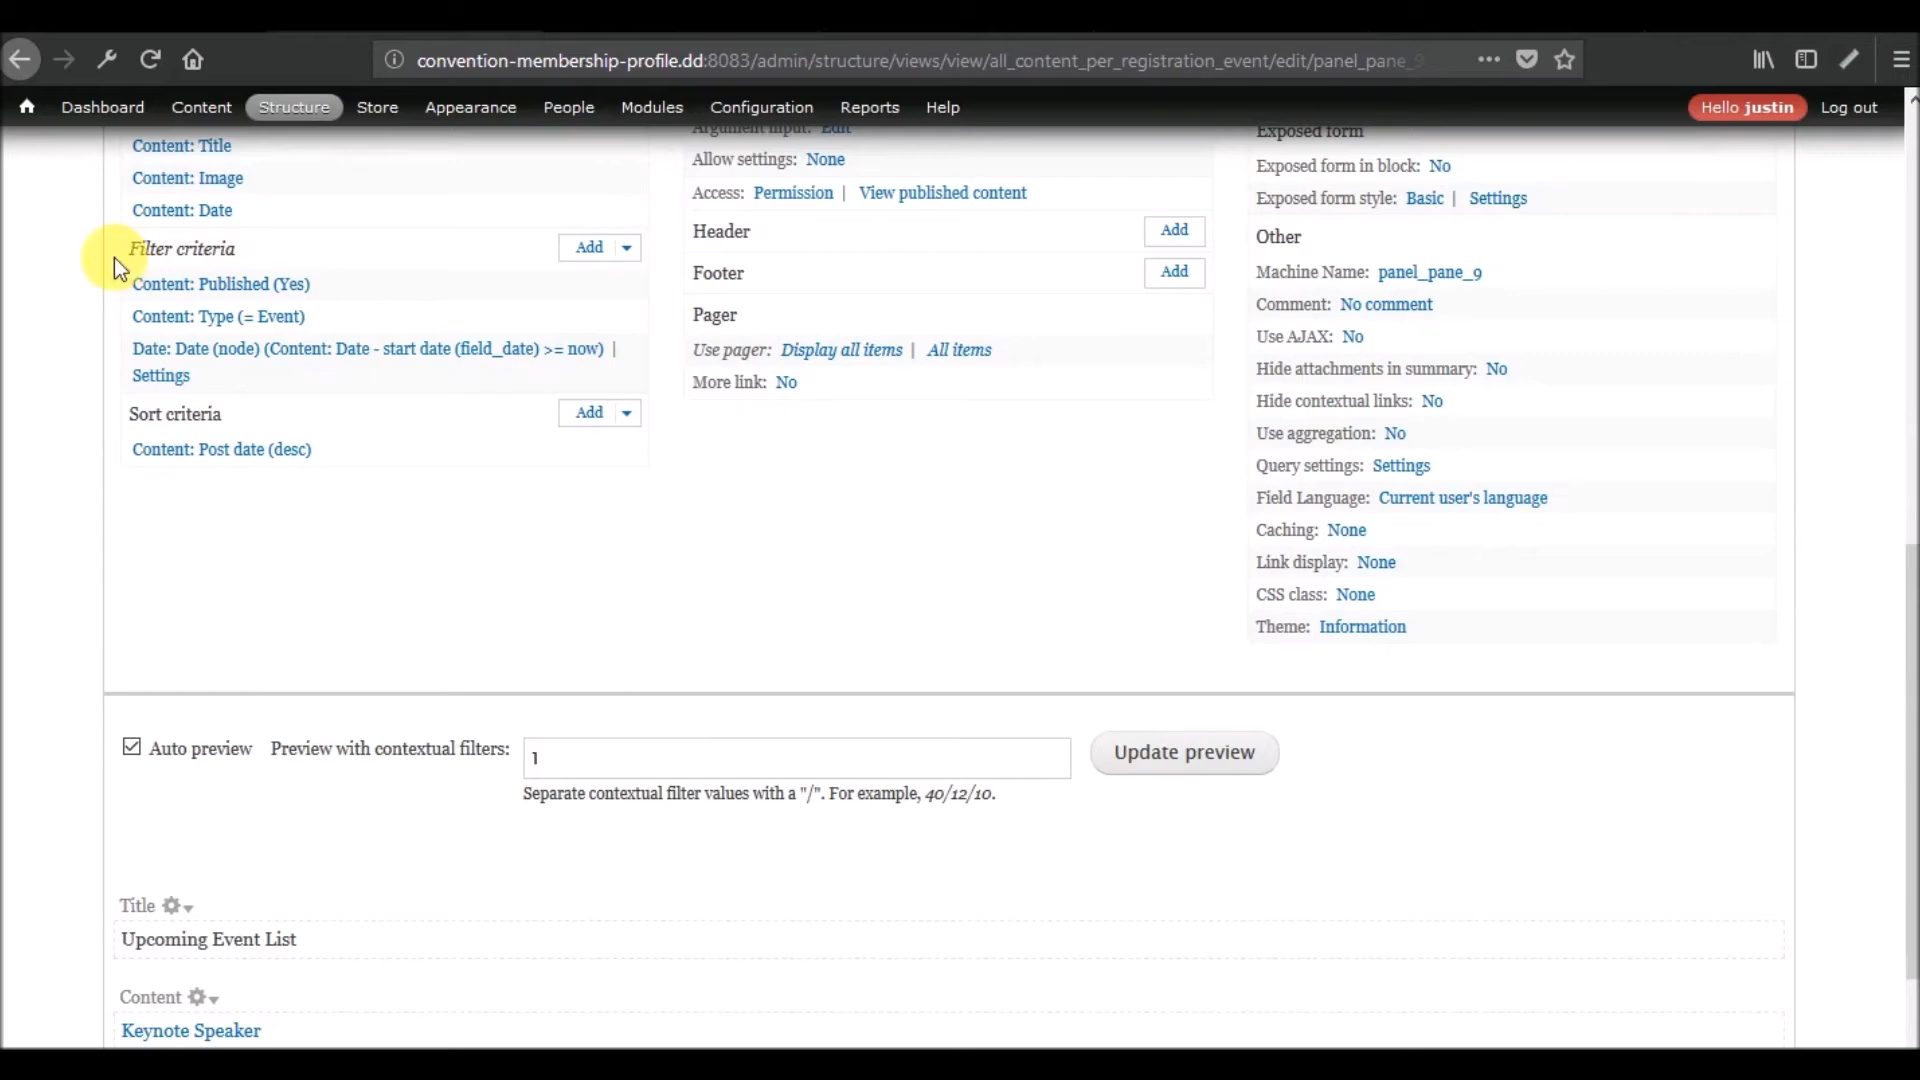 convention-membership-profile.dd:8083/admin/structure/views/view/all_content_per_registration_event/edit/panel_pane_9
Dashboard Content Structure Store Appearance People Modules Configuration Reports Help Hello justin Log out
Content: Title
Content: Image
Content: Date
Filter criteria Add
Content: Published (Yes)
Content: Type (= Event)
Date: Date (node) (Content: Date - start date (field_date) >= now) |
Settings
Sort criteria Add
Content: Post date (desc)
Argument input: Edit
Allow settings: None
Access: Permission | View published content
Header Add
Footer Add
Pager
Use pager: Display all items | All items
More link: No
Exposed form
Exposed form in block: No
Exposed form style: Basic | Settings
Other
Machine Name: panel_pane_9
Comment: No comment
Use AJAX: No
Hide attachments in summary: No
Hide contextual links: No
Use aggregation: No
Query settings: Settings
Field Language: Current user's language
Caching: None
Link display: None
CSS class: None
Theme: Information
Auto preview Preview with contextual filters: 1 Update preview
Separate contextual filter values with a "/". For example, 40/12/10.
Title
Upcoming Event List
Content
Keynote Speaker